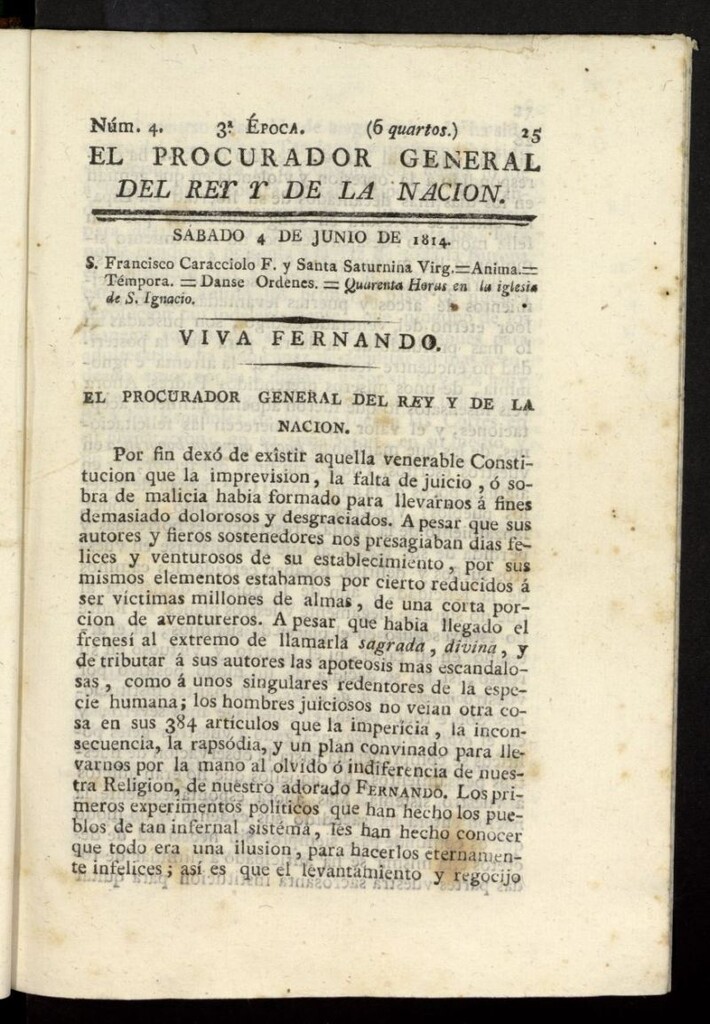 Núm. 4. 3ª ÉPOCA. (6 quartos.) 25
EL PROCURADOR GENERAL
DEL REY Y DE LA NACION.
SABADO 4 DE JUNIO DE 1814.
S. Francisco Caracciolo F. y Santa Saturnina Virg.=Anima.=
Témpora. = Danse Ordenes. = Quarenta Horas en la iglesia
de S. Ignacio.
VIVA FERNANDO.
EL PROCURADOR GENERAL DEL REY Y DE LA
NACION.
Por fin dexó de existir aquella venerable Consti-
tucion que la imprevision, la falta de juicio, ó so-
bra de malicia habia formado para llevarnos á fines
demasiado dolorosos y desgraciados. A pesar que sus
autores y fieros sostenedores nos presagiaban dias fe-
lices y venturosos de su establecimiento, por sus
mismos elementos estabamos por cierto reducidos á
ser víctimas millones de almas, de una corta por-
cion de aventureros. A pesar que habia llegado el
frenesí al extremo de llamarla sagrada, divina, y
de tributar á sus autores las apoteosis mas escandalo-
sas, como á unos singulares redentores de la espe-
cie humana; los hombres juiciosos no veian otra co-
sa en sus 384 artículos que la impericia, la incon-
secuencia, la rapsódia, y un plan convinado para lle-
varnos por la mano al olvido ó indiferencia de nues-
tra Religion, de nuestro adorado FERNANDO. Los pri-
meros experimentos políticos que han hecho los pue-
blos de tan infernal sistéma, les han hecho conocer
que todo era una ilusion, para hacerlos eternamen-
te infelices; así es que el levantamiento y regocijo